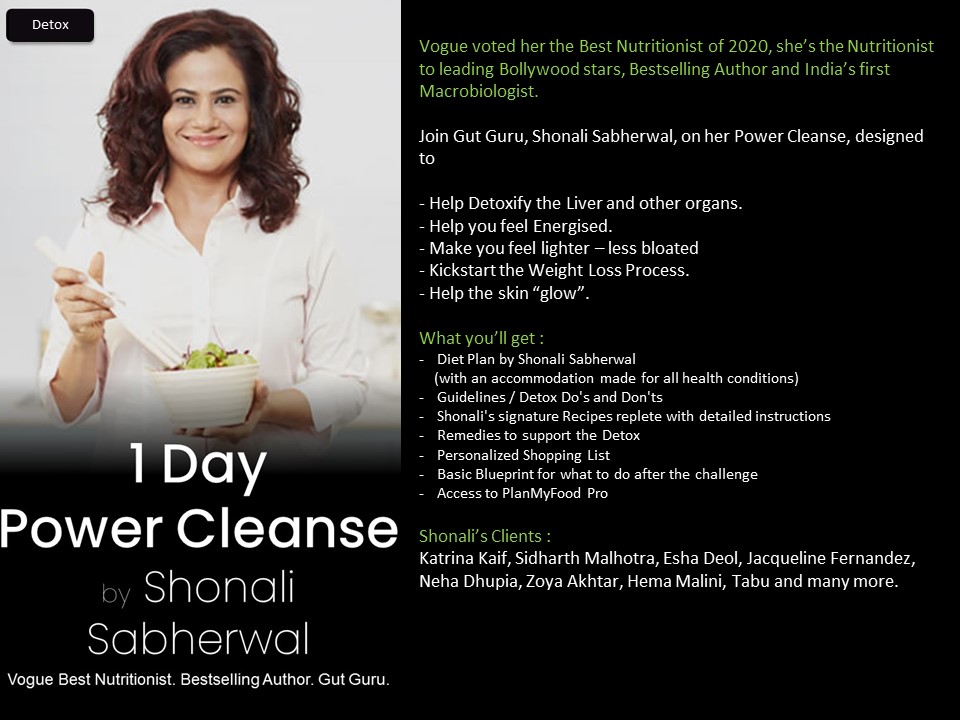 Detox
1 Day
Power Cleanse
by Shonali
Sabherwal
Vogue Best Nutritionist. Bestselling Author. Gut Guru.
Vogue voted her the Best Nutritionist of 2020, she’s the Nutritionist
to leading Bollywood stars, Bestselling Author and India’s first
Macrobiologist.
Join Gut Guru, Shonali Sabherwal, on her Power Cleanse, designed
to
- Help Detoxify the Liver and other organs.
- Help you feel Energised.
- Make you feel lighter – less bloated
- Kickstart the Weight Loss Process.
- Help the skin “glow”.
What you’ll get :
- Diet Plan by Shonali Sabherwal
(with an accommodation made for all health conditions)
- Guidelines / Detox Do's and Don'ts
- Shonali's signature Recipes replete with detailed instructions
- Remedies to support the Detox
- Personalized Shopping List
- Basic Blueprint for what to do after the challenge
- Access to PlanMyFood Pro
Shonali’s Clients :
Katrina Kaif, Sidharth Malhotra, Esha Deol, Jacqueline Fernandez,
Neha Dhupia, Zoya Akhtar, Hema Malini, Tabu and many more.